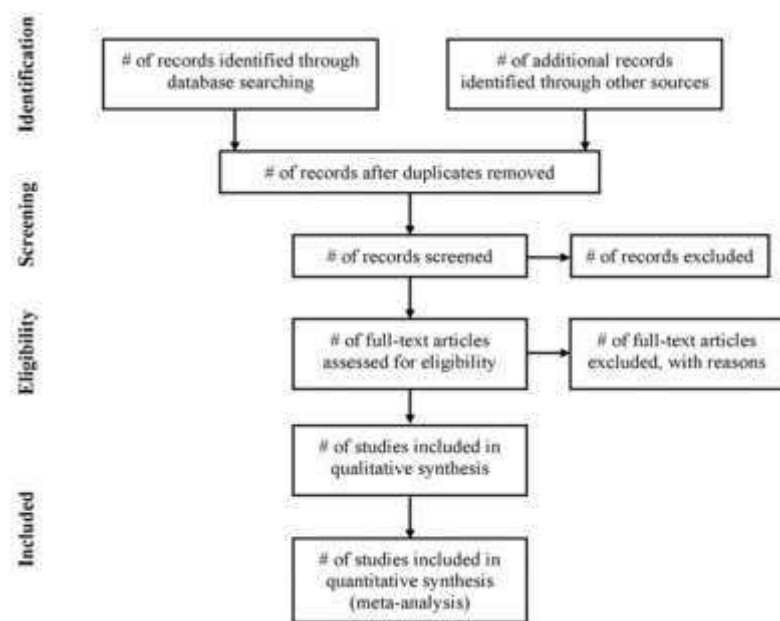 Identification
# of records identified through
database searching
# of additional records
identified through other sources
# of records after duplicates removed
Screening
# of records screened
# of records excluded
Eligibility
# of full-text articles
assessed for eligibility
# of full-text articles
excluded, with reasons
# of studies included in
qualitative synthesis
Included
# of studies included in
quantitative synthesis
(meta-analysis)